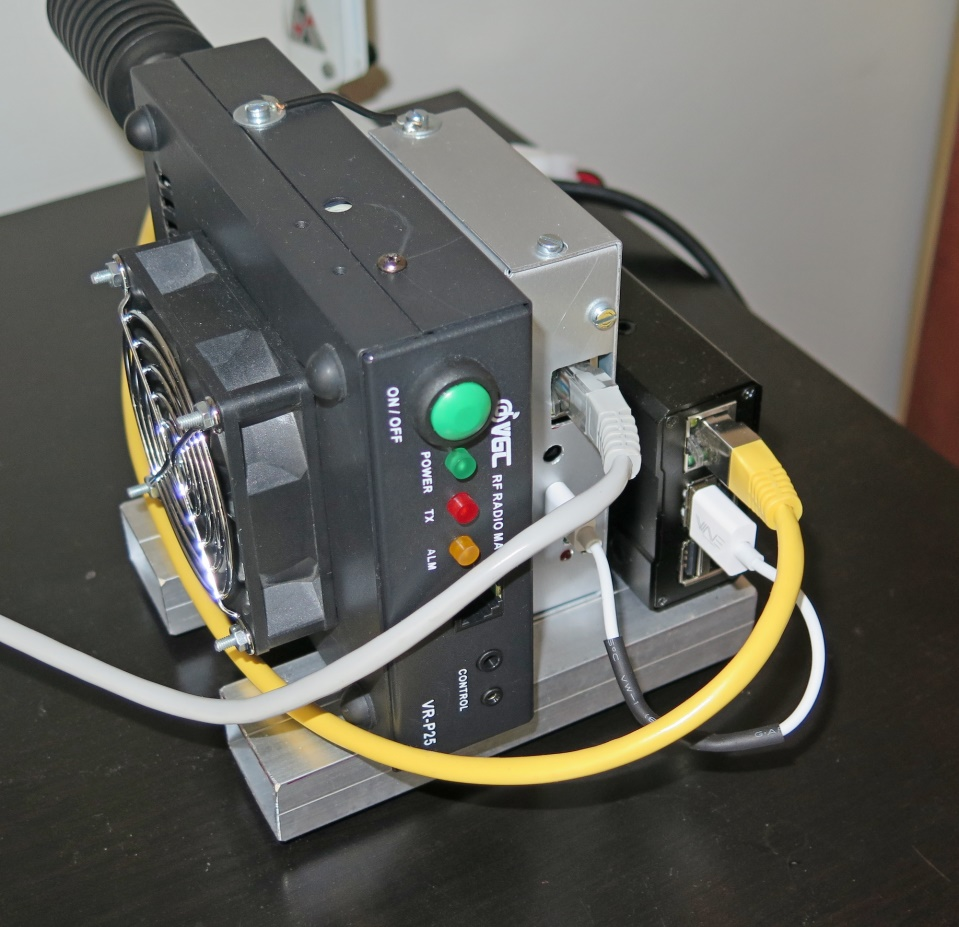 ON/OFF
VGC
RF RADIO MA
POWER
TX
ALM
CONTROL
VR-P25